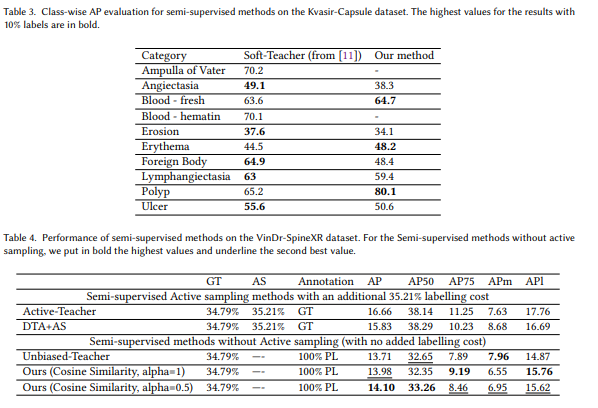 Table 3. Class-wise AP evaluation for semi-supervised methods on the Kvasir-Capsule dataset. The highest values for the results with
10% labels are in bold.
Category Soft-Teacher (from [11]) Our method
Ampulla of Vater 70.2 -
Angiectasia 49.1 38.3
Blood - fresh 63.6 64.7
Blood - hematin 70.1 -
Erosion 37.6 34.1
Erythema 44.5 48.2
Foreign Body 64.9 48.4
Lymphangiectasia 63 59.4
Polyp 65.2 80.1
Ulcer 55.6 50.6
Table 4. Performance of semi-supervised methods on the VinDr-SpineXR dataset. For the Semi-supervised methods without active
sampling, we put in bold the highest values and underline the second best value.
GT AS Annotation AP AP50 AP75 APm APl
Semi-supervised Active sampling methods with an additional 35.21% labelling cost
Active-Teacher 34.79% 35.21% GT 16.66 38.14 11.25 7.63 17.76
DTA+AS 34.79% 35.21% GT 15.83 38.29 10.23 8.68 16.69
Semi-supervised methods without Active sampling (with no added labelling cost)
Unbiased-Teacher 34.79% —- 100% PL 13.71 32.65 7.89 7.96 14.87
Ours (Cosine Similarity, alpha=1) 34.79% —- 100% PL 13.98 32.35 9.19 6.55 15.76
Ours (Cosine Similarity, alpha=0.5) 34.79% —- 100% PL 14.10 33.26 8.46 6.95 15.62